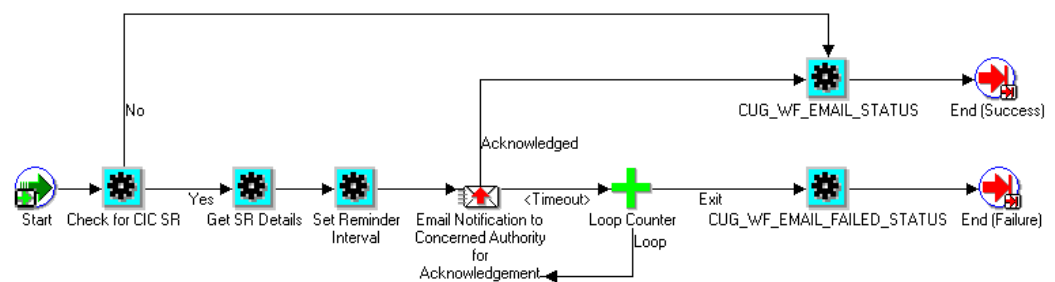 No
CUG_WF_EMAIL_STATUS
End (Success)
Acknowledged
Start
Check for CIC SR
Yes
Get SR Details
Set Reminder
Interval
Email Notification to
Concerned Authority
for
Acknowledgement
<Timeout>
Loop Counter
Loop
Exit
CUG_WF_EMAIL_FAILED_STATUS
End (Failure)